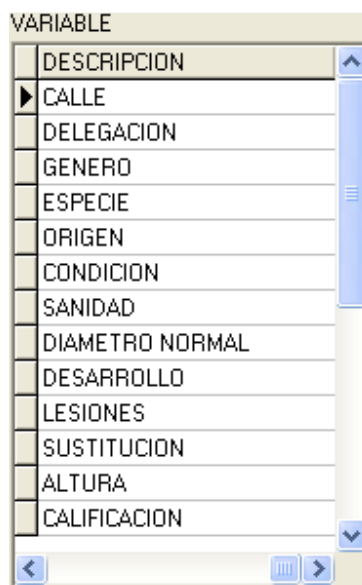 VARIABLE
DESCRIPCION
CALLE
DELEGACION
GENERO
ESPECIE
ORIGEN
CONDICION
SANIDAD
DIAMETRO NORMAL
DESARROLLO
LESIONES
SUSTITUCION
ALTURA
CALIFICACION